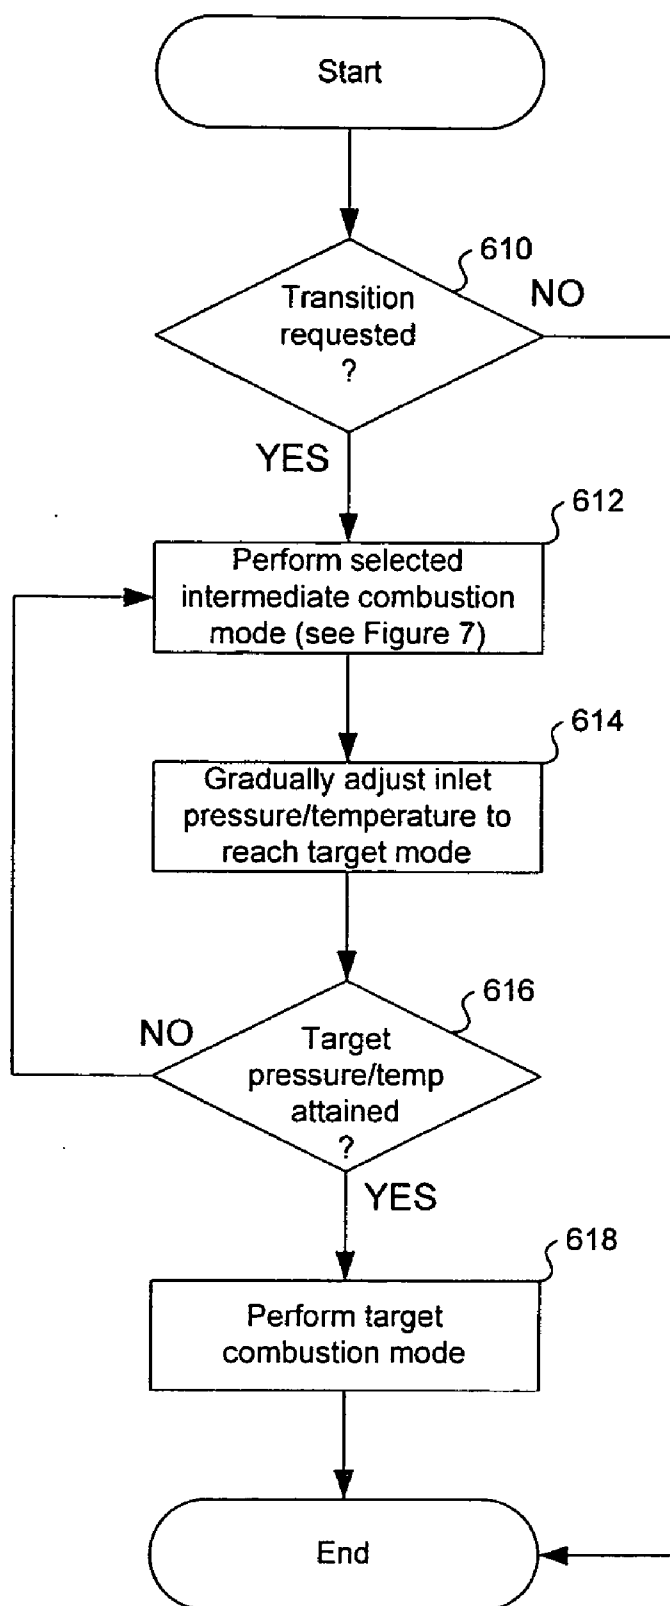 Start
610
Transition
requested
?
NO
YES
612
Perform selected
intermediate combustion
mode (see Figure 7)
614
Gradually adjust inlet
pressure/temperature to
reach target mode
616
NO
Target
pressure/temp
attained
?
YES
618
Perform target
combustion mode
End